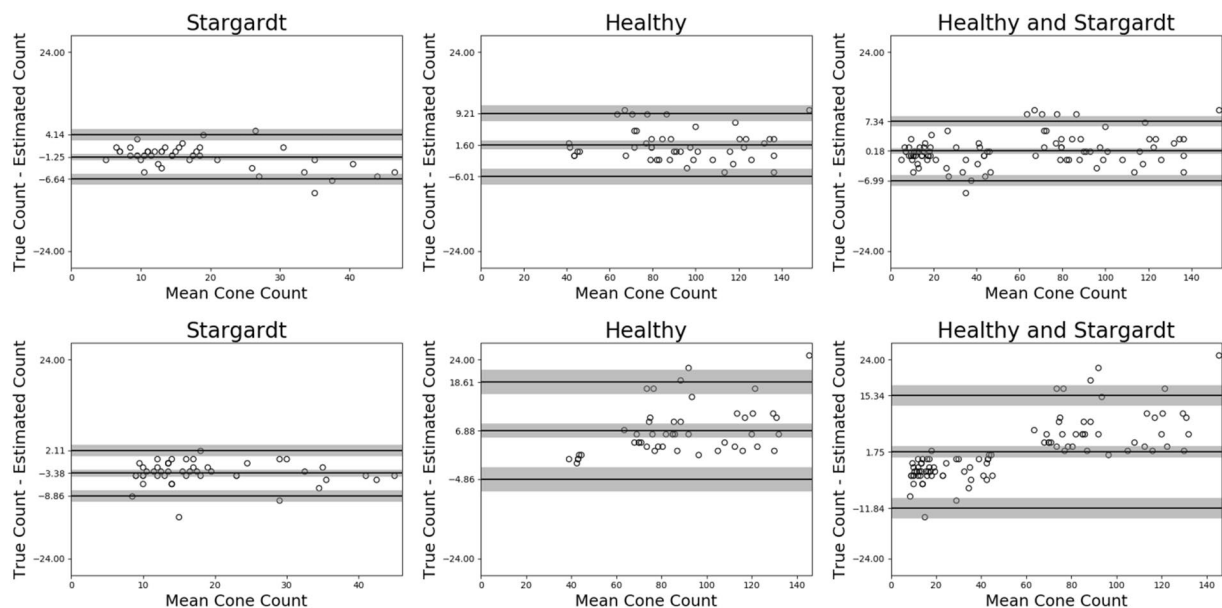 Stargardt
True Count - Estimated Count
24.00
4.14
−1.25
−6.64
−24.00
0 10 20 30 40
Mean Cone Count
Healthy
True Count - Estimated Count
24.00
9.21
1.60
−6.01
−24.00
0 20 40 60 80 100 120 140
Mean Cone Count
Healthy and Stargardt
True Count - Estimated Count
24.00
7.34
0.18
−6.99
−24.00
0 20 40 60 80 100 120 140
Mean Cone Count
Stargardt
True Count - Estimated Count
24.00
2.11
−3.38
−8.86
−24.00
0 10 20 30 40
Mean Cone Count
Healthy
True Count - Estimated Count
24.00
18.61
6.88
−4.86
−24.00
0 20 40 60 80 100 120 140
Mean Cone Count
Healthy and Stargardt
True Count - Estimated Count
24.00
15.34
1.75
−11.84
−24.00
0 20 40 60 80 100 120 140
Mean Cone Count